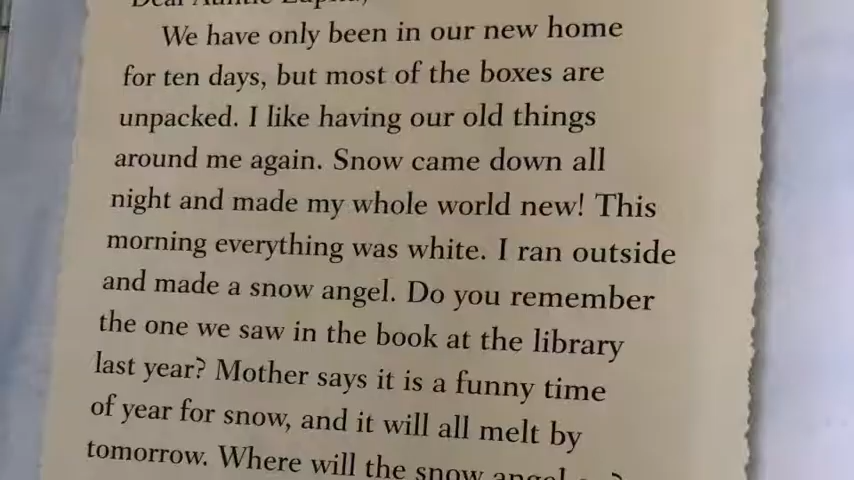 Dear Auntie Lupita,
We have only been in our new home
for ten days, but most of the boxes are
unpacked. I like having our old things
around me again. Snow came down all
night and made my whole world new! This
morning everything was white. I ran outside
and made a snow angel. Do you remember
the one we saw in the book at the library
last year? Mother says it is a funny time
of year for snow, and it will all melt by
tomorrow. Where will the snow angel